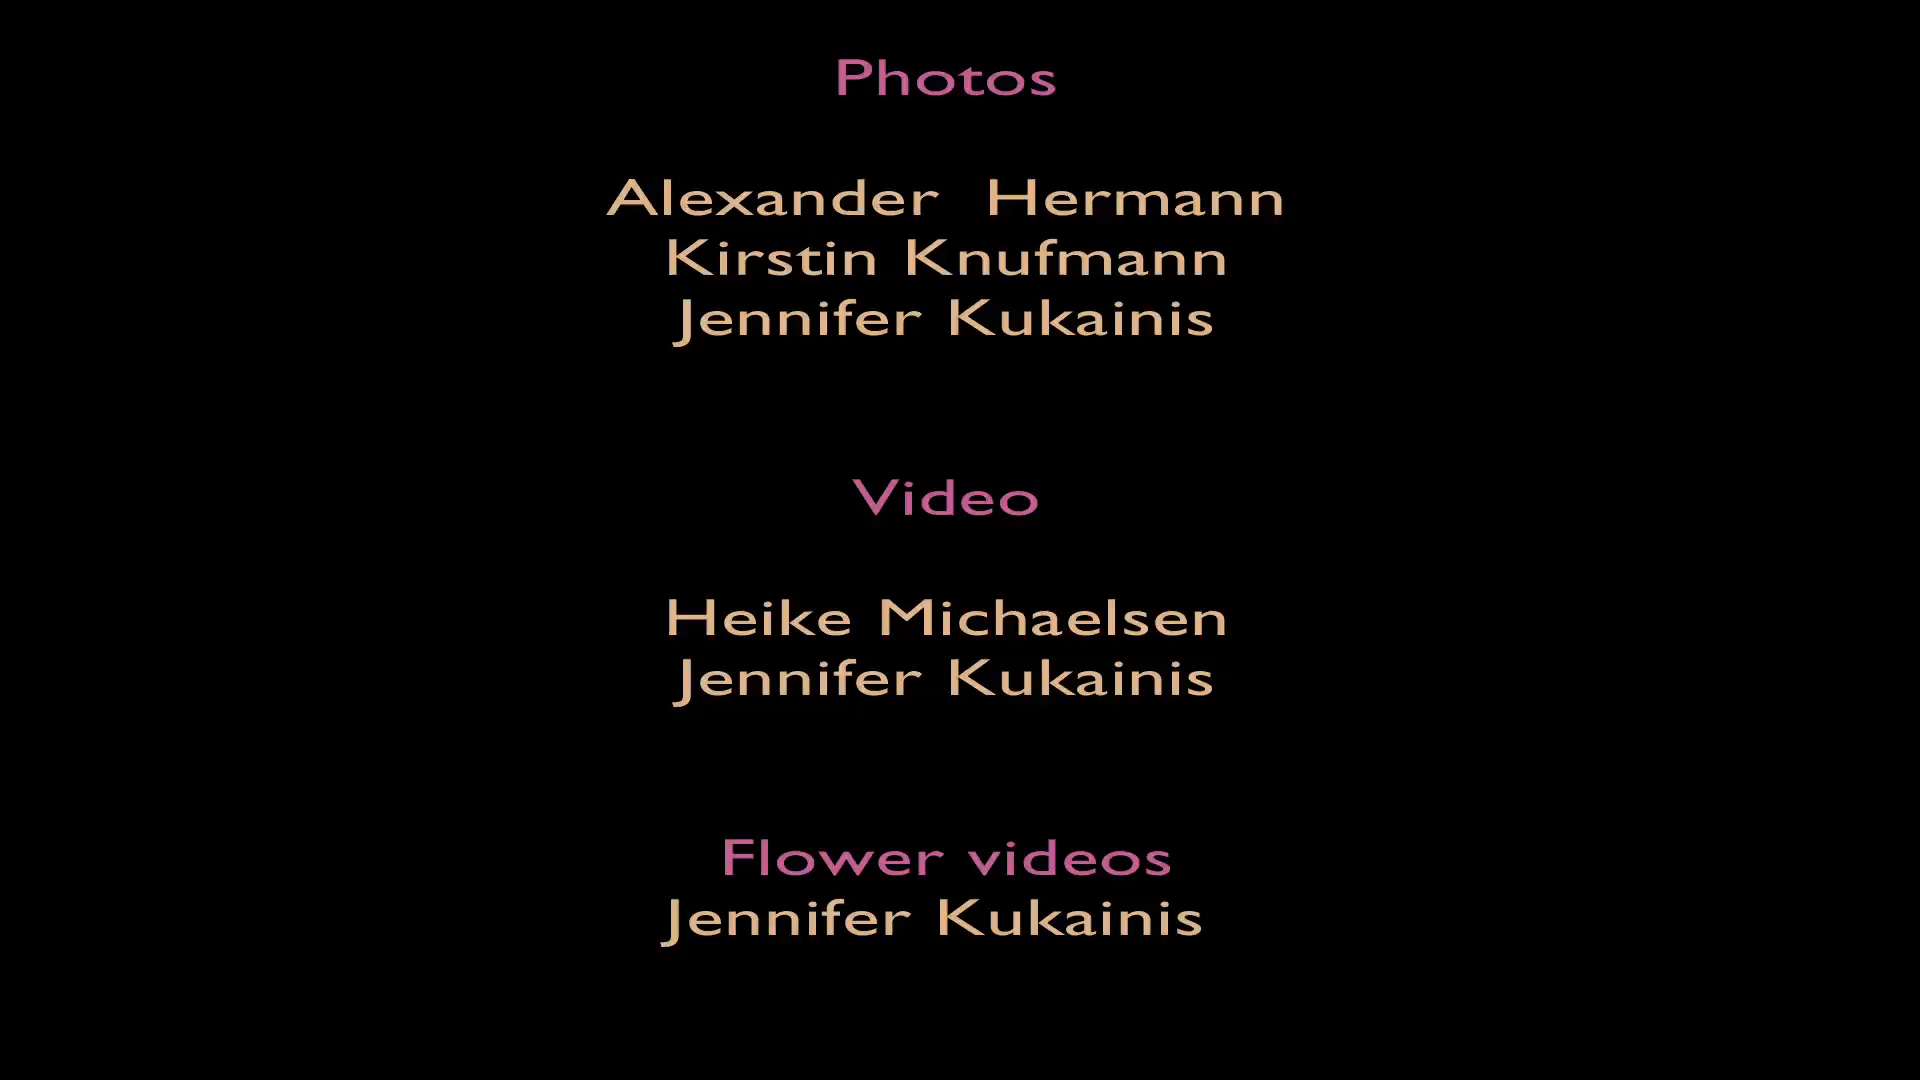 Photos
Alexander  Hermann
Kirstin Knufmann
Jennifer Kukainis
Video
Heike Michaelsen
Jennifer Kukainis
Flower videos
Jennifer Kukainis